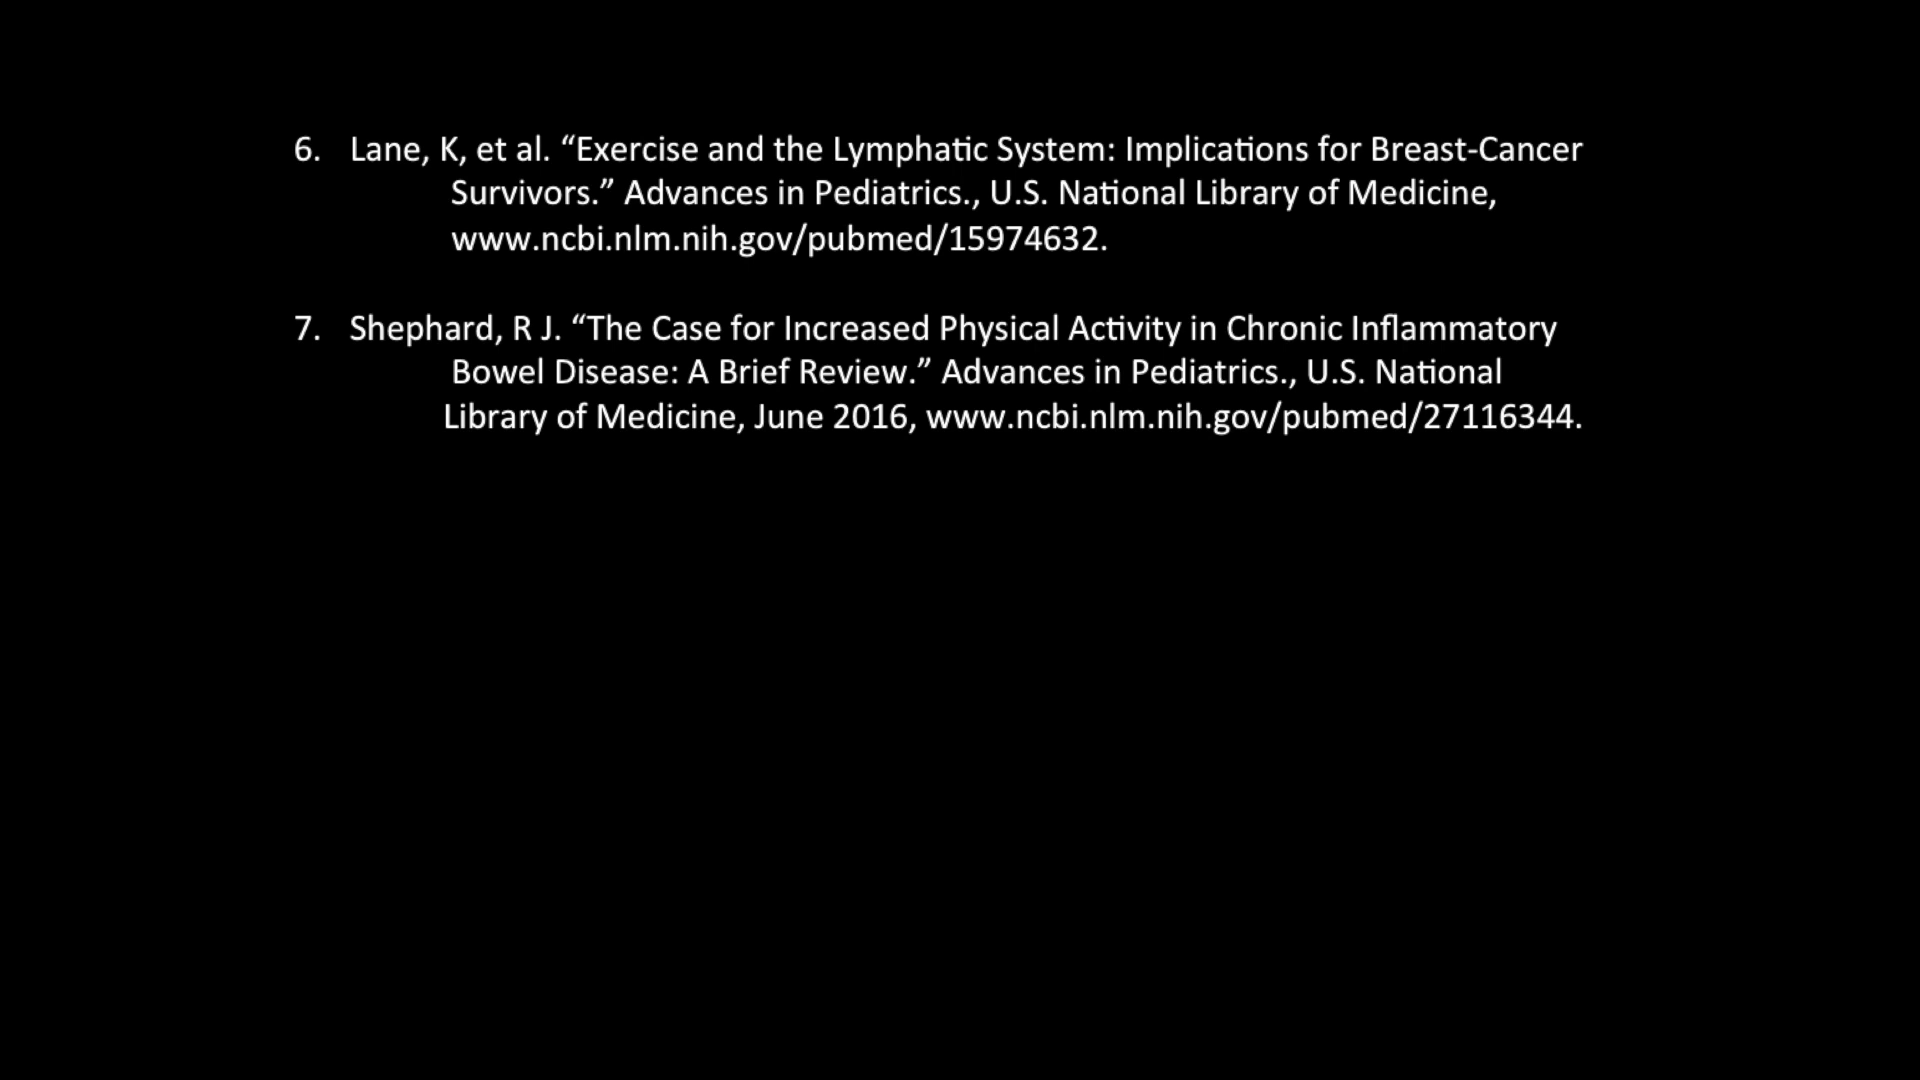 6. Lane, K, et al. “Exercise and the Lymphatic System: Implications for Breast-Cancer
Survivors.” Advances in Pediatrics., U.S. National Library of Medicine,
www.ncbi.nlm.nih.gov/pubmed/15974632.
7. Shephard, R J. “The Case for Increased Physical Activity in Chronic Inflammatory
Bowel Disease: A Brief Review.” Advances in Pediatrics., U.S. National
Library of Medicine, June 2016, www.ncbi.nlm.nih.gov/pubmed/27116344.